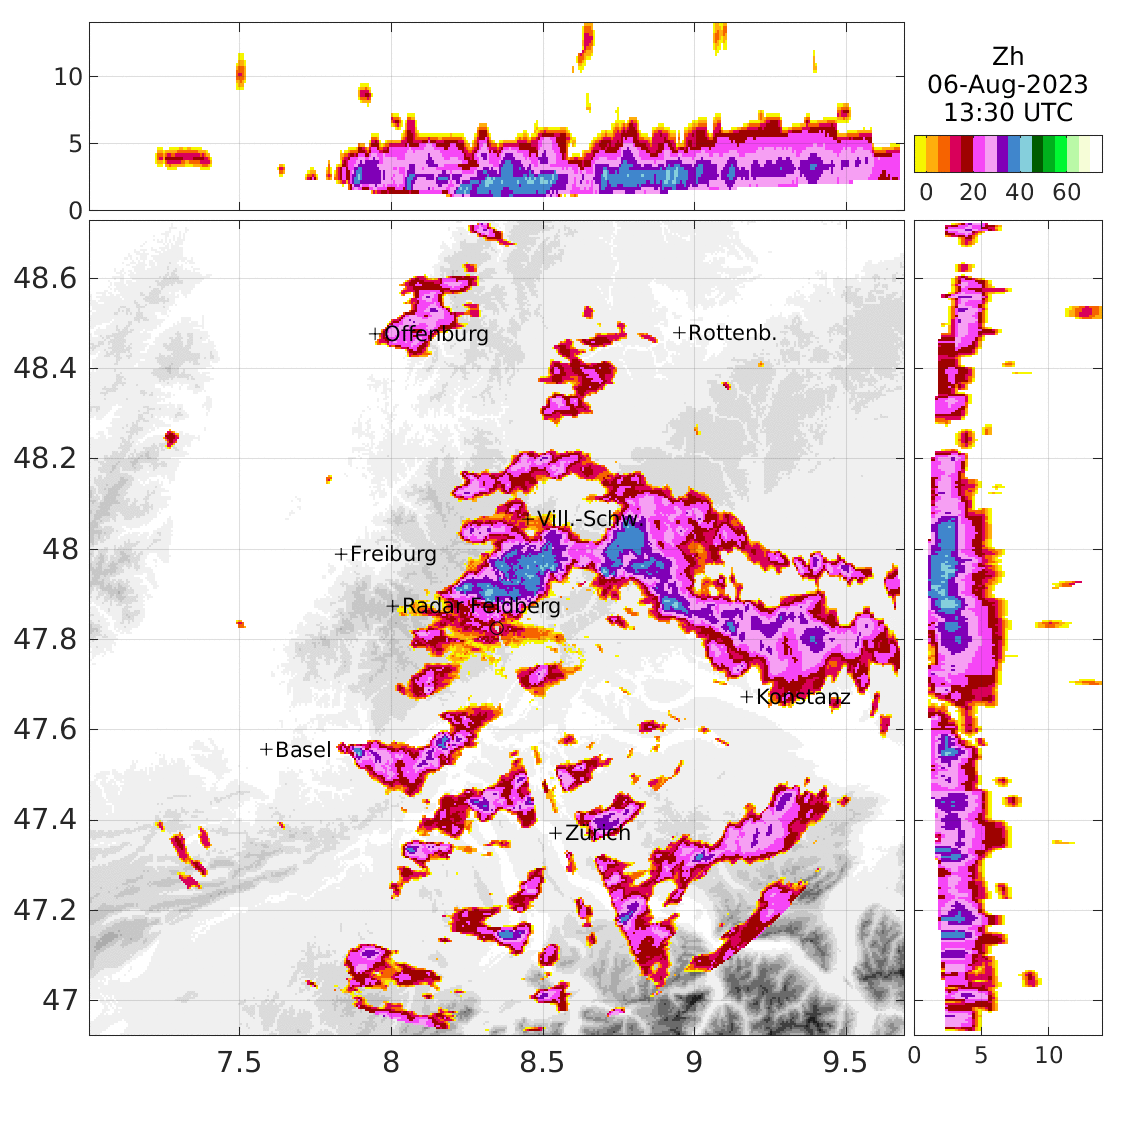 10
5
0
Zh
06-Aug-2023
13:30 UTC
0 20 40 60
48.6
48.4
48.2
48
47.8
47.6
47.4
47.2
47
Offenburg
Rottenb.
Vill.-Schw.
Freiburg
Radar Feldberg
Konstanz
Basel
Zürich
7.5 8 8.5 9 9.5
0 5 10